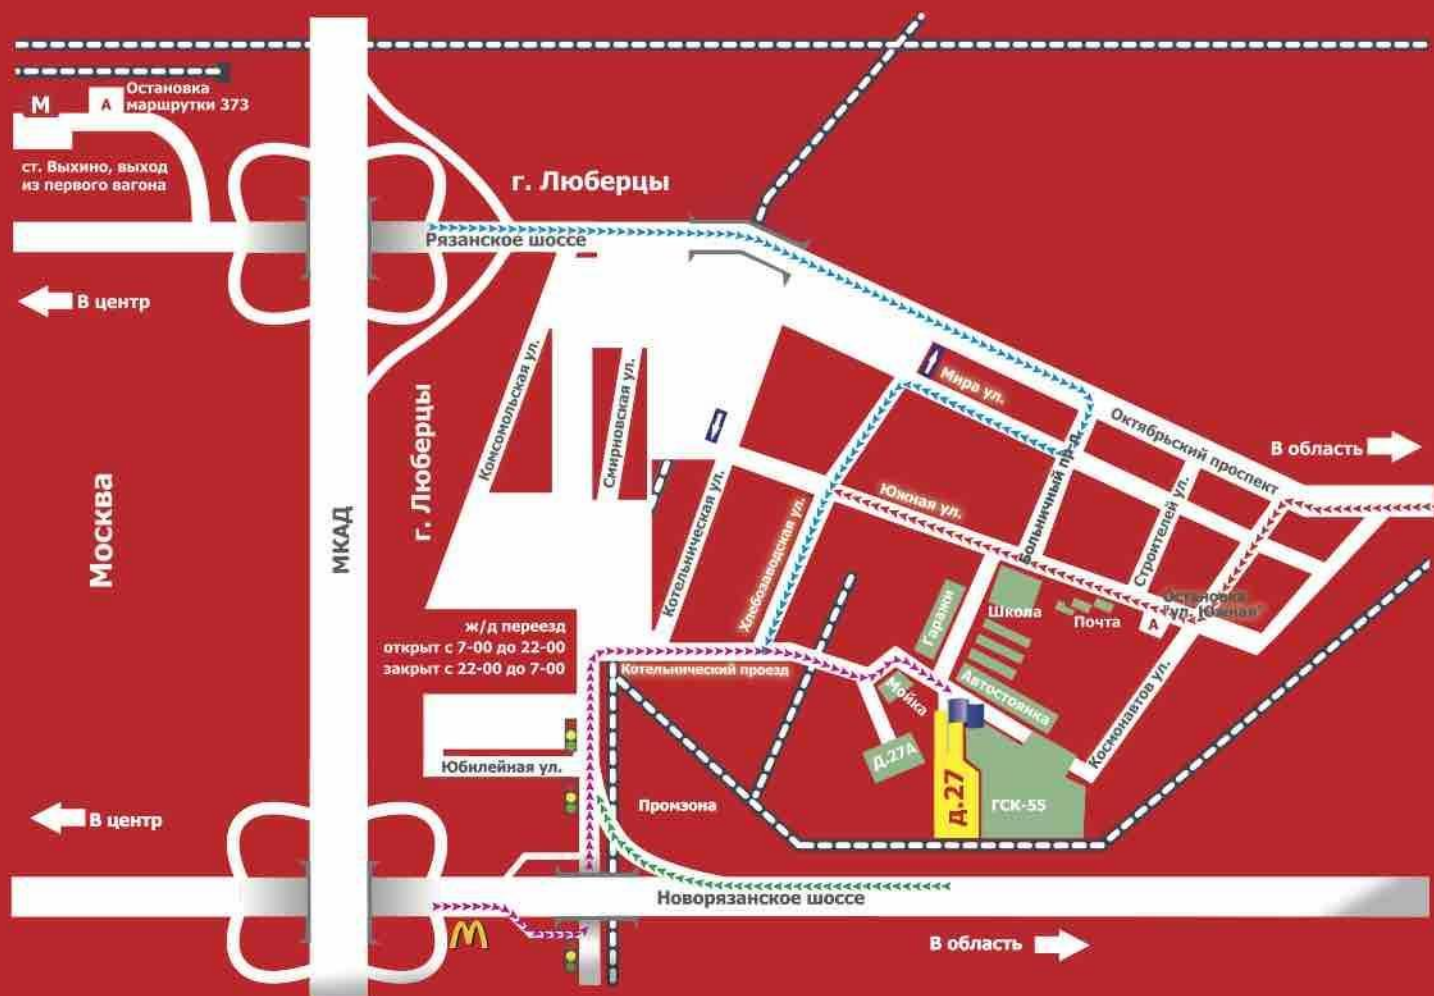 М
А
Остановка
маршрутки 373
ст. Выхино, выход
из первого вагона
г. Люберцы
Рязанское шоссе
В центр
Москва
МКАД
г. Люберцы
Комсомольская ул.
Смирновская ул.
Котельническая ул.
Мира ул.
Южная ул.
Хлебозаводская ул.
Больничный пр-д.
Октябрьский проспект
В область
Строителей ул.
Остановка
"ул. Южная"
А
Школа
Почта
Гаражи
Автостоянка
Мойка
Космонавтов ул.
ж/д переезд
открыт с 7-00 до 22-00
закрыт с 22-00 до 7-00
Котельнический проезд
Д.27А
д.27
ГСК-55
Юбилейная ул.
Промзона
В центр
Новорязанское шоссе
В область